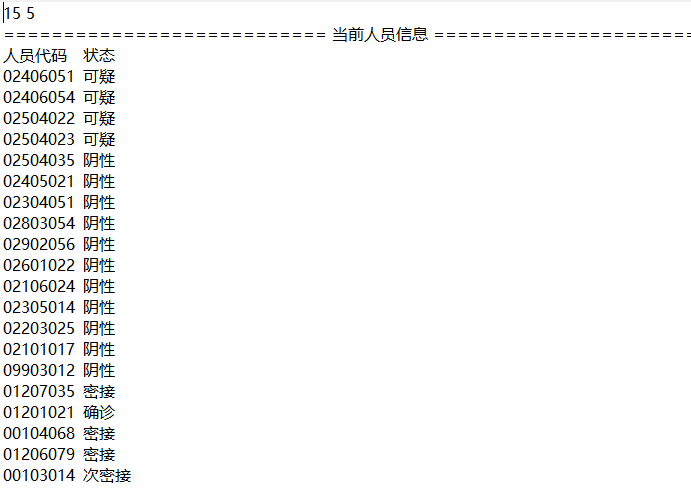 15 5
========================== 当前人员信息 =====================
人员代码 状态
02406051 可疑
02406054 可疑
02504022 可疑
02504023 可疑
02504035 阴性
02405021 阴性
02304051 阴性
02803054 阴性
02902056 阴性
02601022 阴性
02106024 阴性
02305014 阴性
02203025 阴性
02101017 阴性
09903012 阴性
01207035 密接
01201021 确诊
00104068 密接
01206079 密接
00103014 次密接